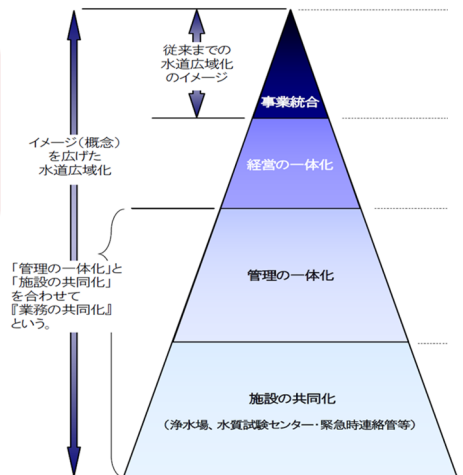 従来までの
水道広域化
のイメージ
事業統合
イメージ(概念)
を広げた
水道広域化
経営の一体化
「管理の一体化」と
「施設の共同化」
を合わせて
『業務の共同化』
という。
管理の一体化
施設の共同化
(浄水場、水質試験センター・緊急時連絡管等)